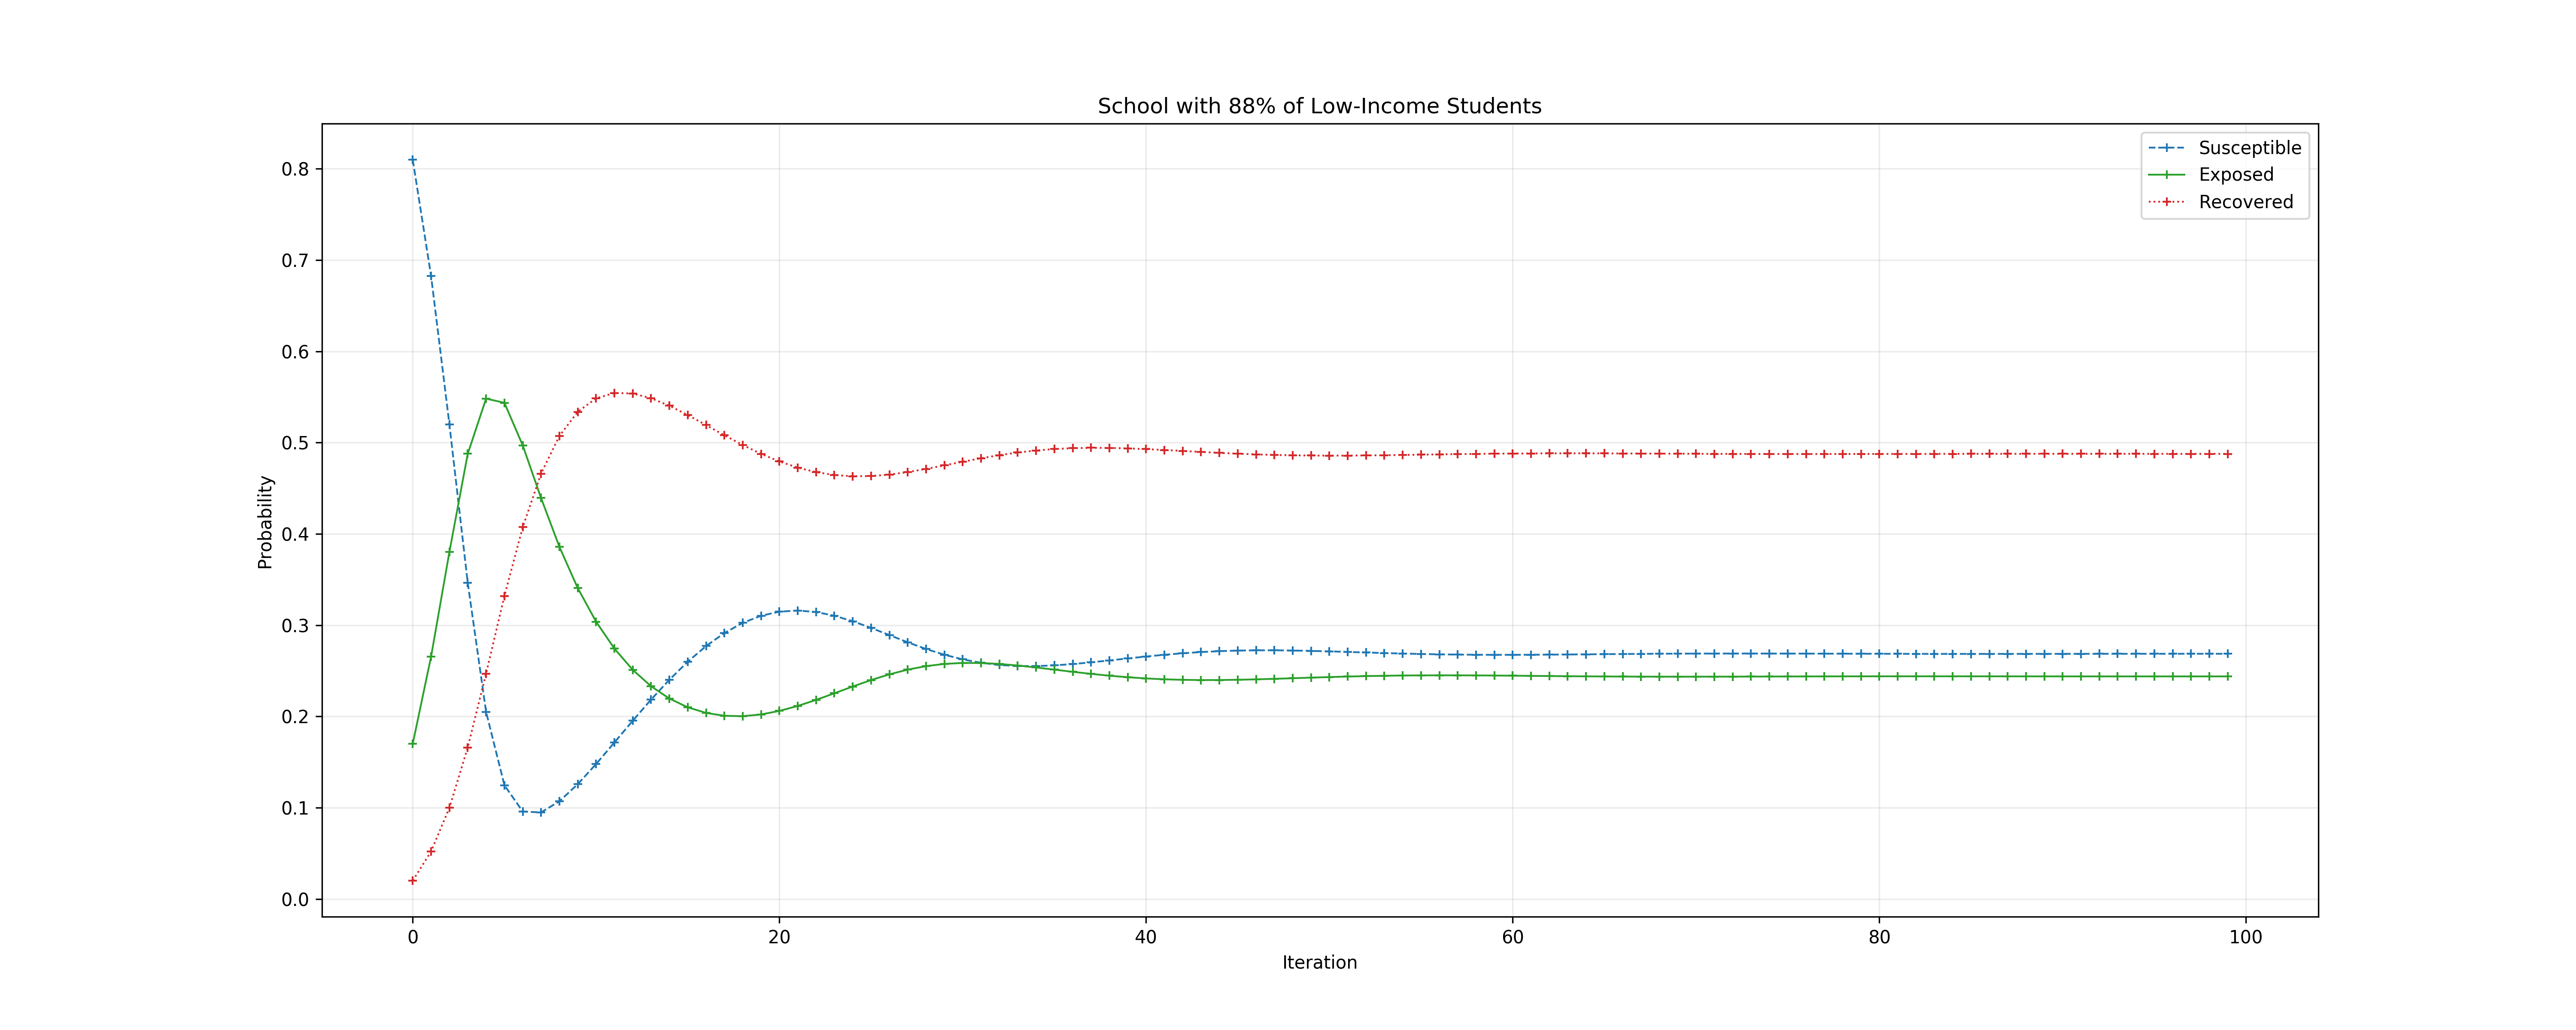 School with 88% of Low-Income Students
Susceptible
Exposed
Recovered
Probability
0.8
0.7
0.6
0.5
0.4
0.3
0.2
0.1
0.0
0 20 40 60 80 100
Iteration